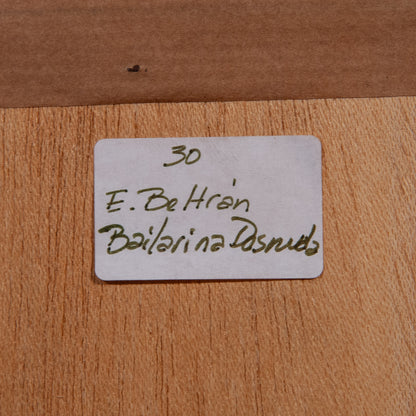 30
E. Beltrán
Bailarina Desnuda